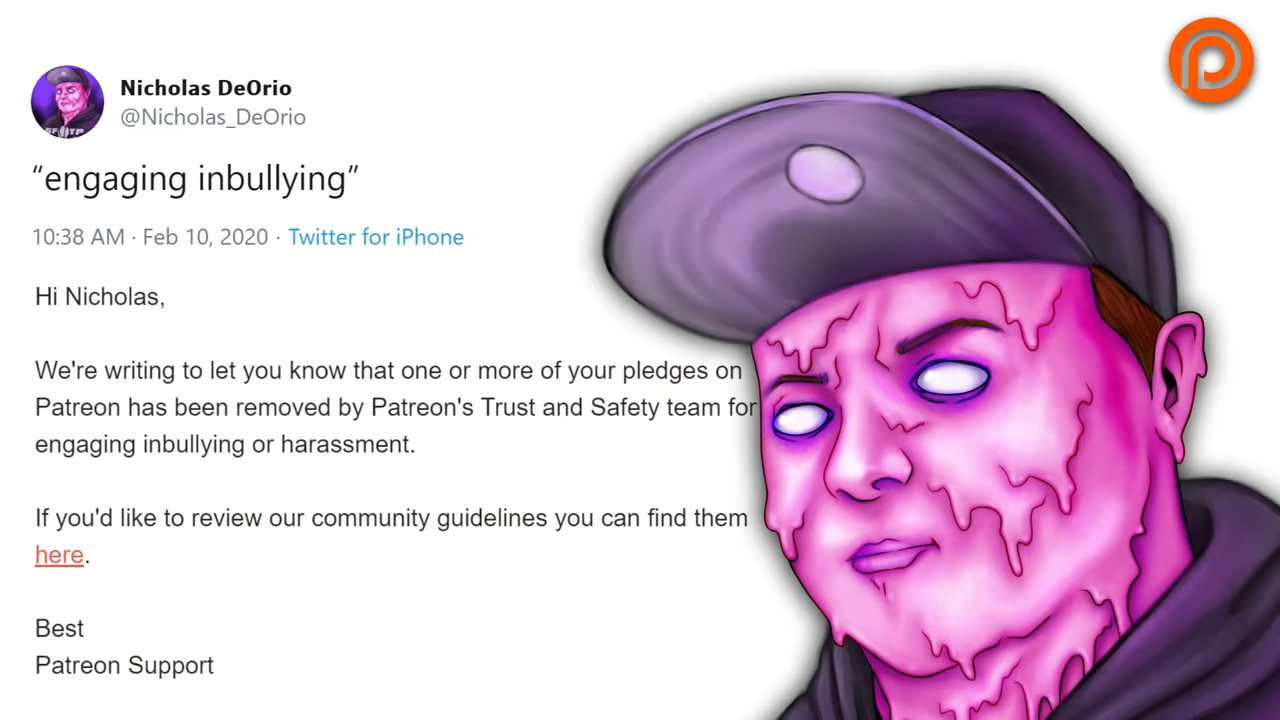 Nicholas DeOrio
@Nicholas_DeOrio
“engaging inbullying”
10:38 AM · Feb 10, 2020 · Twitter for iPhone
Hi Nicholas,
We're writing to let you know that one or more of your pledges on
Patreon has been removed by Patreon's Trust and Safety team for
engaging inbullying or harassment.
If you'd like to review our community guidelines you can find them
here.
Best
Patreon Support